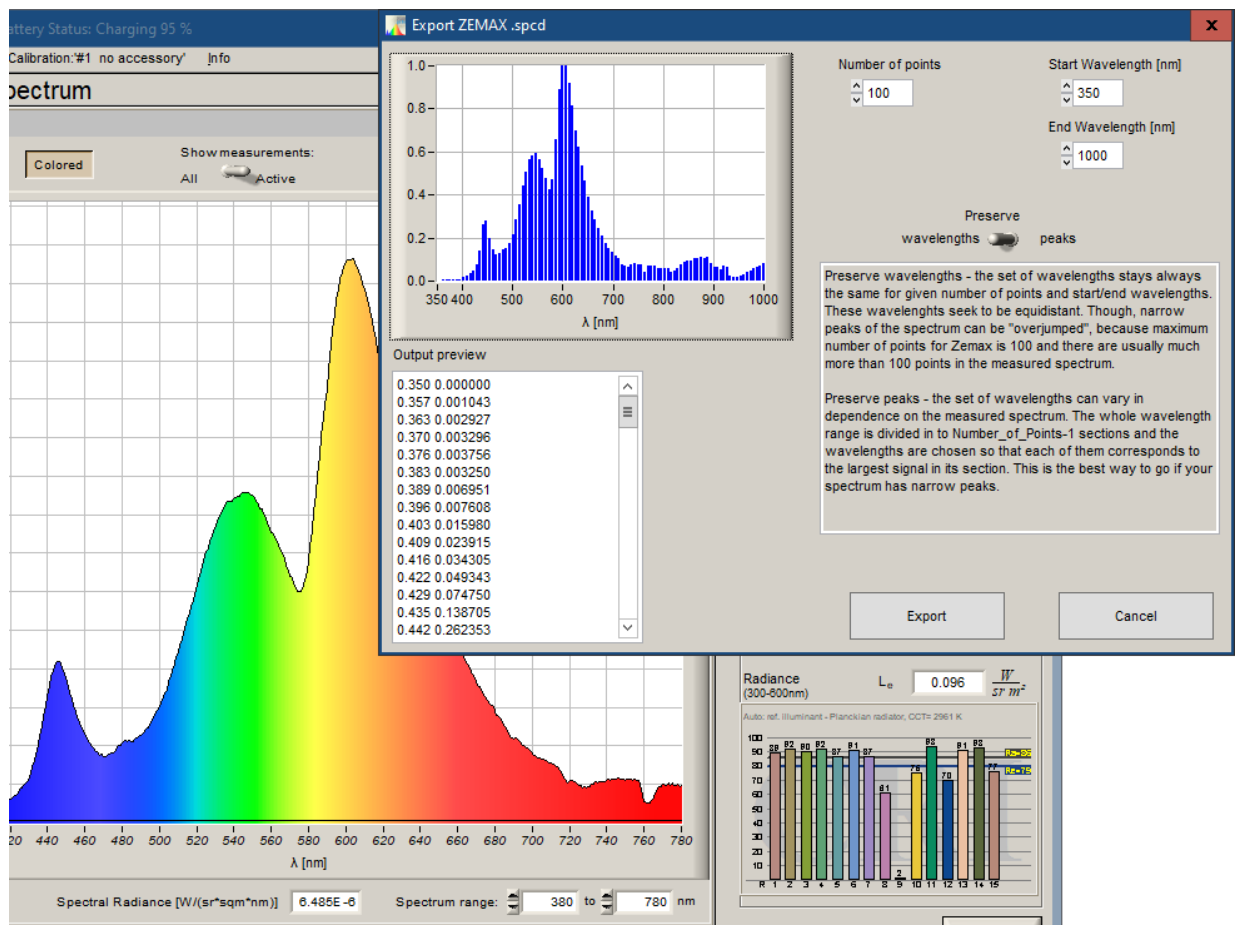 attery Status: Charging 95 %
Calibration:'#1 no accessory' Info
pectrum
Colored
Show measurements:
All Active
20 440 460 480 500 520 540 560 580 600 620 640 660 680 700 720 740 760 780
λ [nm]
Spectral Radiance [W/(sr*sqm*nm)] 6.485E-6 Spectrum range: 380 to 780 nm
Export ZEMAX .spcd
x
1.0
0.8
0.6
0.4
0.2
0.0
350 400 500 600 700 800 900 1000
λ [nm]
Number of points
100
Start Wavelength [nm]
350
End Wavelength [nm]
1000
Preserve
wavelengths peaks
Output preview
0.350 0.000000
0.357 0.001043
0.363 0.002927
0.370 0.003296
0.376 0.003756
0.383 0.003250
0.389 0.006951
0.396 0.007608
0.403 0.015980
0.409 0.023915
0.416 0.034305
0.422 0.049343
0.429 0.074750
0.435 0.138705
0.442 0.262353
Preserve wavelengths - the set of wavelengths stays always
the same for given number of points and start/end wavelengths.
These wavelenghts seek to be equidistant. Though, narrow
peaks of the spectrum can be "overjumped", because maximum
number of points for Zemax is 100 and there are usually much
more than 100 points in the measured spectrum.
Preserve peaks - the set of wavelengths can vary in
dependence on the measured spectrum. The whole wavelength
range is divided in to Number_of_Points-1 sections and the
wavelengths are chosen so that each of them corresponds to
the largest signal in its section. This is the best way to go if your
spectrum has narrow peaks.
Export
Cancel
Radiance
(300-800nm)
Le 0.096 W
sr m²
Auto: ref. illuminant - Planckian radiator, CCT= 2961 K
100
90
80
70
60
50
40
30
20
10
92 90 92 87 91 87 61 2 76 70 91 77
R 1 2 3 4 5 6 7 8 9 10 11 12 13 14 15